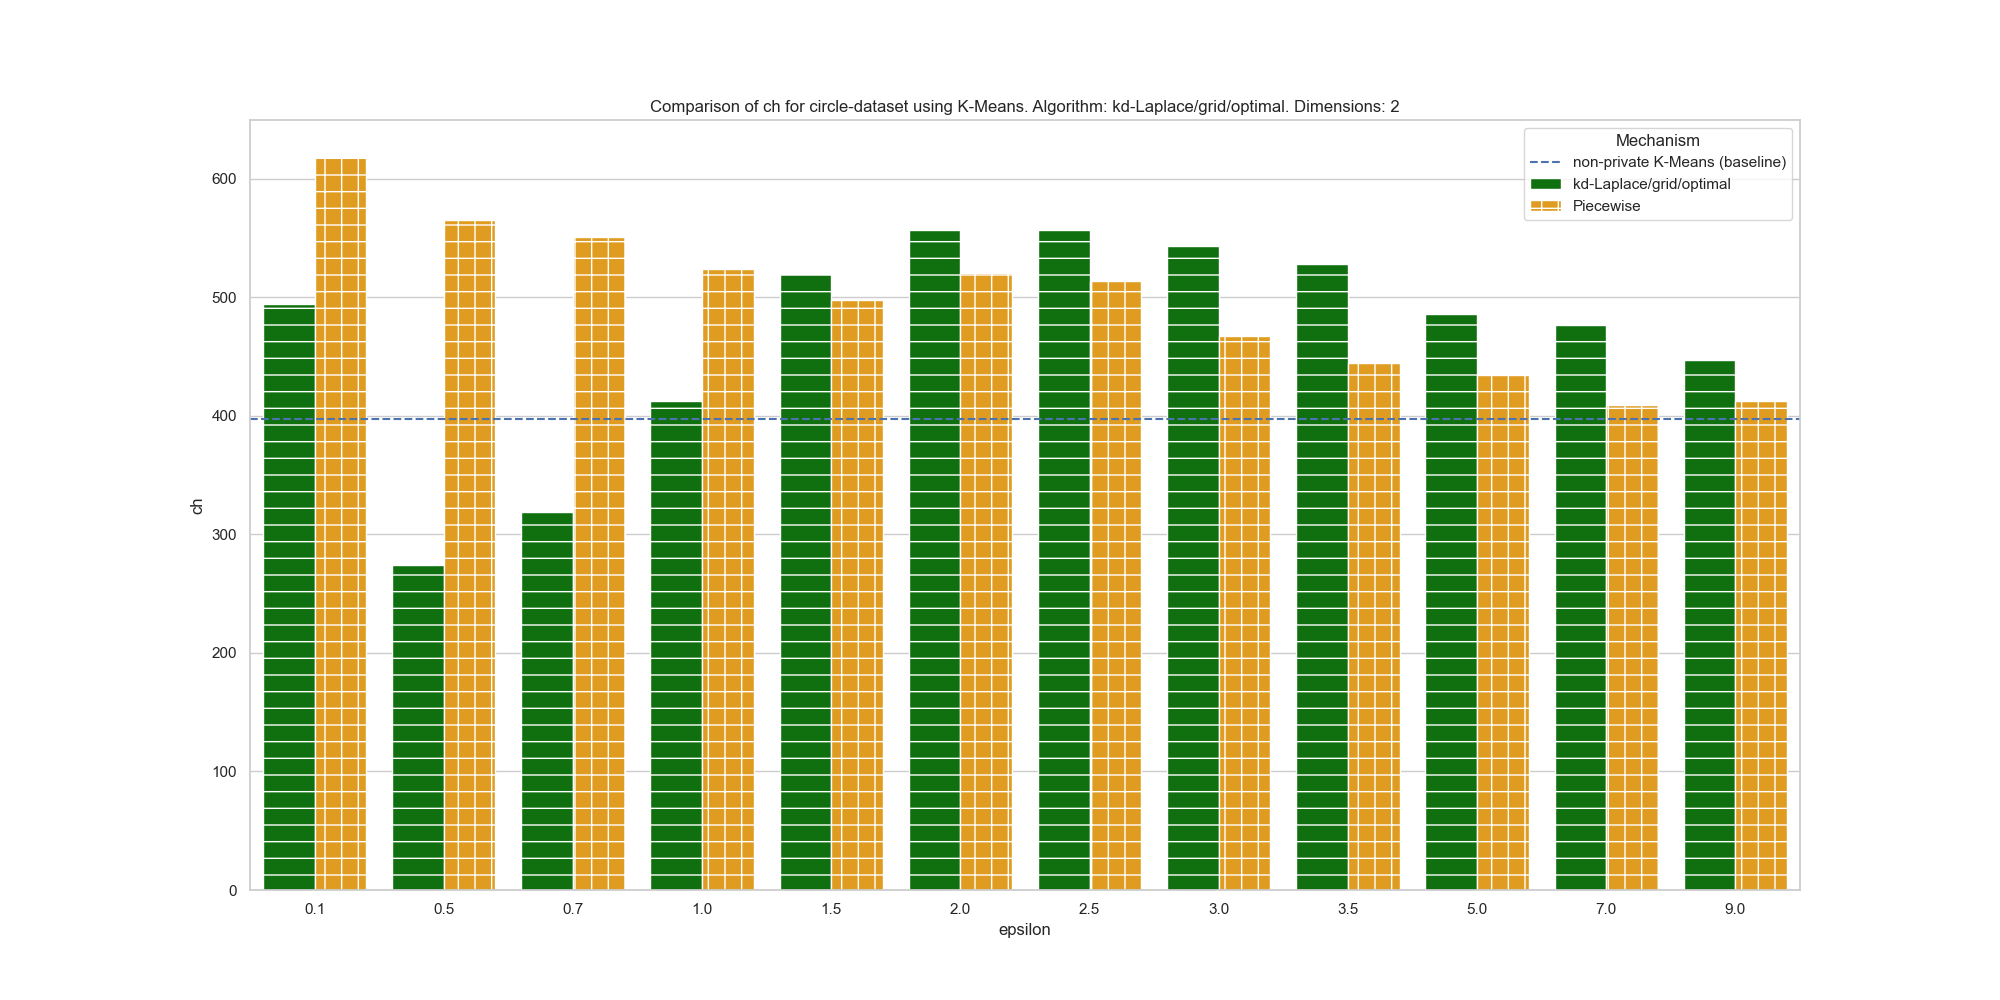 Comparison of ch for circle-dataset using K-Means. Algorithm: kd-Laplace/grid/optimal. Dimensions: 2
Mechanism
non-private K-Means (baseline)
kd-Laplace/grid/optimal
Piecewise
600
500
400
300
200
100
0
ch
0.1 0.5 0.7 1.0 1.5 2.0 2.5 3.0 3.5 5.0 7.0 9.0
epsilon